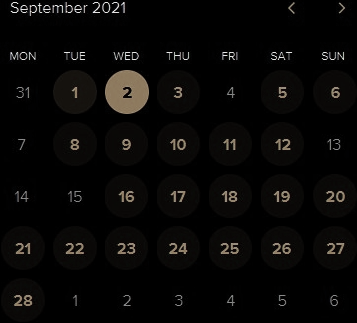 September 2021
MON TUE WED THU FRI SAT SUN
31 1 2 3 4 5 6
7 8 9 10 11 12 13
14 15 16 17 18 19 20
21 22 23 24 25 26 27
28 1 2 3 4 5 6